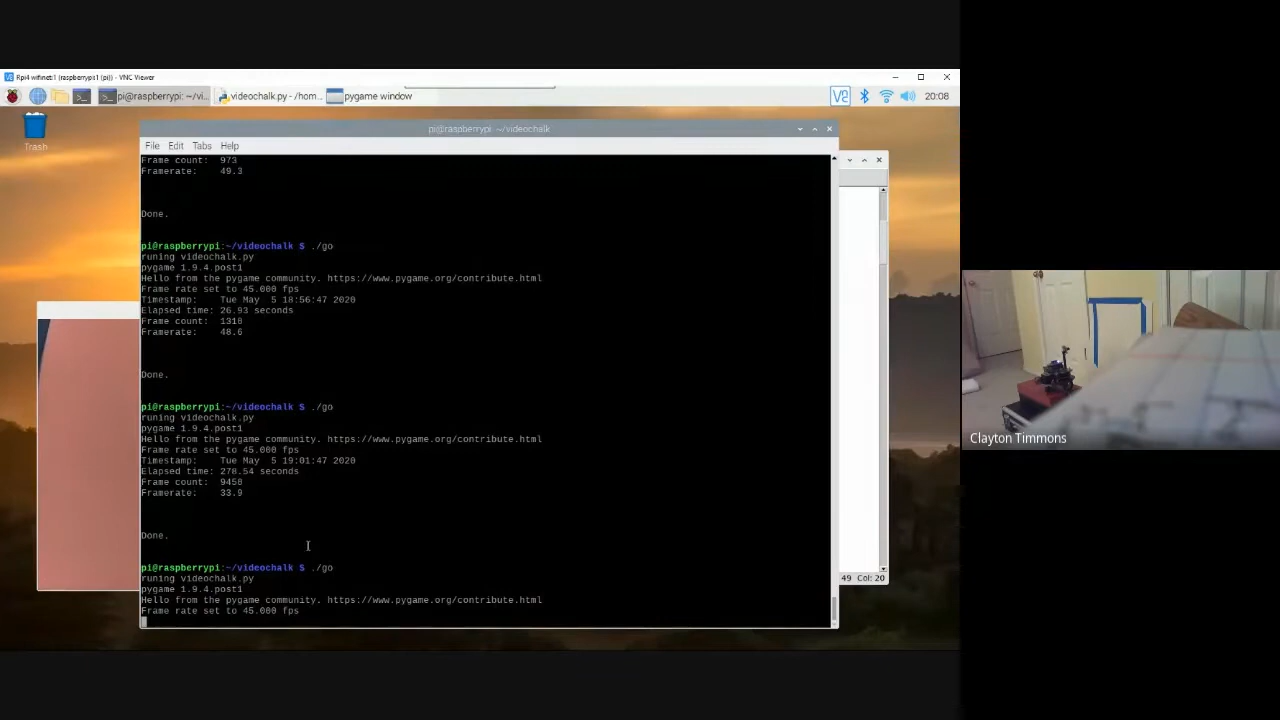 Rpi4 wifinet:1 (raspberrypi:1 (pi)) - VNC Viewer
pi@raspberrypi: ~/vi...
videochalk.py - /hom...
pygame window
20:08
Trash
pi@raspberrypi: ~/videochalk
File Edit Tabs Help
Frame count: 973
Framerate: 49.3
Done.
pi@raspberrypi:~/videochalk $ ./go
runing videochalk.py
pygame 1.9.4.post1
Hello from the pygame community. https://www.pygame.org/contribute.html
Frame rate set to 45.000 fps
Timestamp: Tue May 5 18:56:47 2020
Elapsed time: 26.93 seconds
Frame count: 1310
Framerate: 48.6
Done.
pi@raspberrypi:~/videochalk $ ./go
runing videochalk.py
pygame 1.9.4.post1
Hello from the pygame community. https://www.pygame.org/contribute.html
Frame rate set to 45.000 fps
Timestamp: Tue May 5 19:01:47 2020
Elapsed time: 278.54 seconds
Frame count: 9450
Framerate: 33.9
Done.
pi@raspberrypi:~/videochalk $ ./go
runing videochalk.py
pygame 1.9.4.post1
Hello from the pygame community. https://www.pygame.org/contribute.html
Frame rate set to 45.000 fps
49 Col: 20
Clayton Timmons